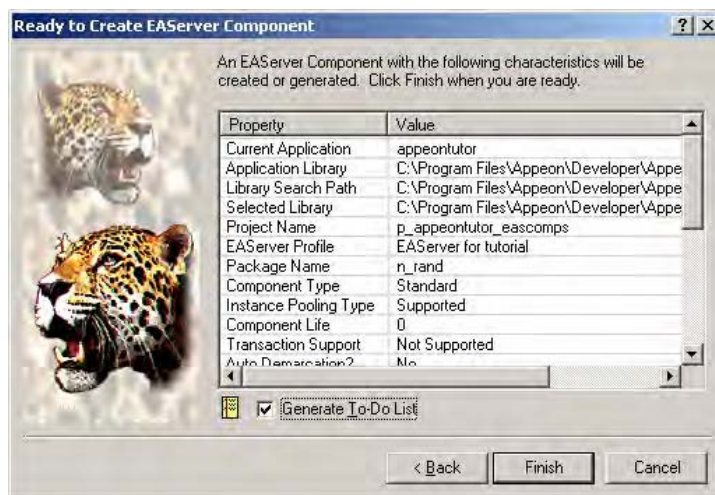 Ready to Create EAServer Component
An EAServer Component with the following characteristics will be
created or generated. Click Finish when you are ready.
Property Value
Current Application appeontutor
Application Library C:\Program Files\Appeon\Developer\Appe
Library Search Path C:\Program Files\Appeon\Developer\Appe
Selected Library C:\Program Files\Appeon\Developer\Appe
Project Name p_appeontutor_eascomps
EAServer Profile EAServer for tutorial
Package Name n_rand
Component Type Standard
Instance Pooling Type Supported
Component Life 0
Transaction Support Not Supported
Auto Demarcation? No
Generate To-Do List
< Back Finish Cancel